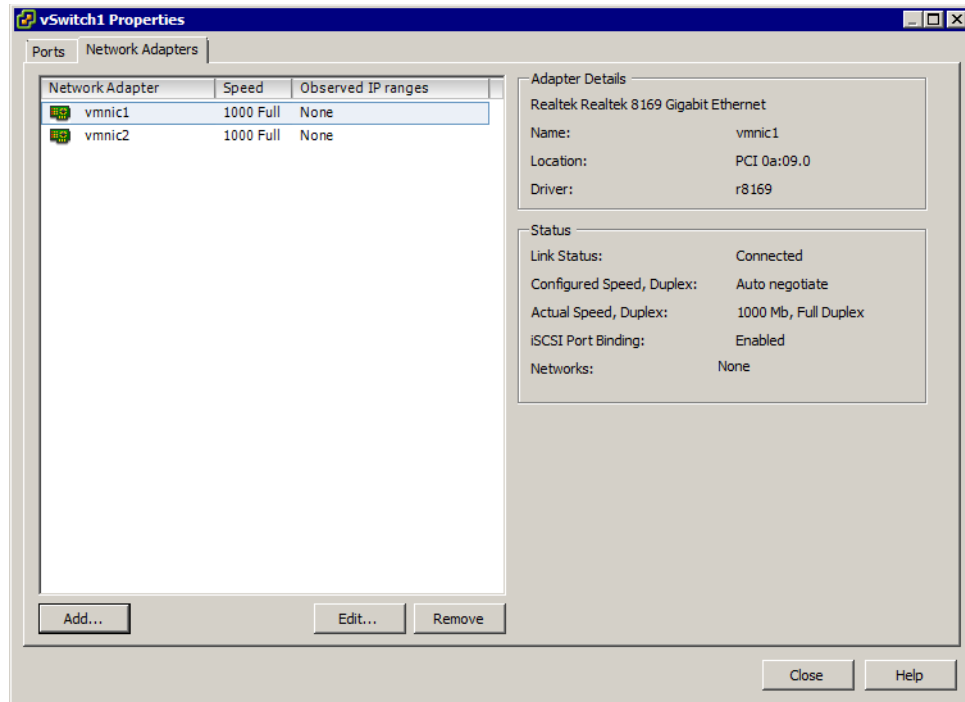 vSwitch1 Properties
Ports Network Adapters
Network Adapter Speed Observed IP ranges
vmnic1 1000 Full None
vmnic2 1000 Full None
Add... Edit... Remove
Adapter Details
Realtek Realtek 8169 Gigabit Ethernet
Name: vmnic1
Location: PCI 0a:09.0
Driver: r8169
Status
Link Status: Connected
Configured Speed, Duplex: Auto negotiate
Actual Speed, Duplex: 1000 Mb, Full Duplex
iSCSI Port Binding: Enabled
Networks: None
Close Help